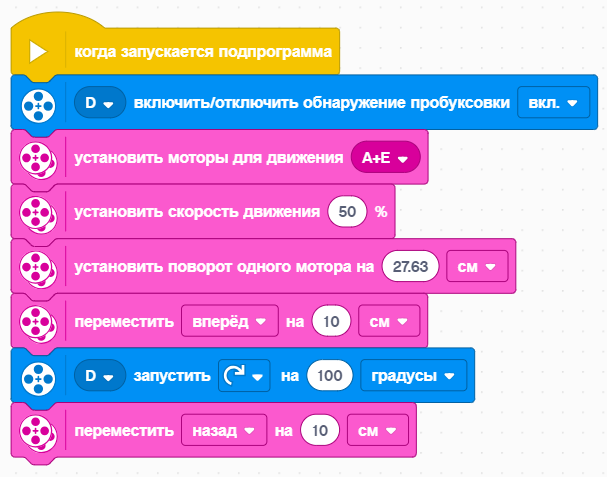 когда запускается подпрограмма
D включить/отключить обнаружение пробуксовки вкл.
установить моторы для движения A+E
установить скорость движения 50 %
установить поворот одного мотора на 27.63 см
переместить вперёд на 10 см
D запустить на 100 градусы
переместить назад на 10 см